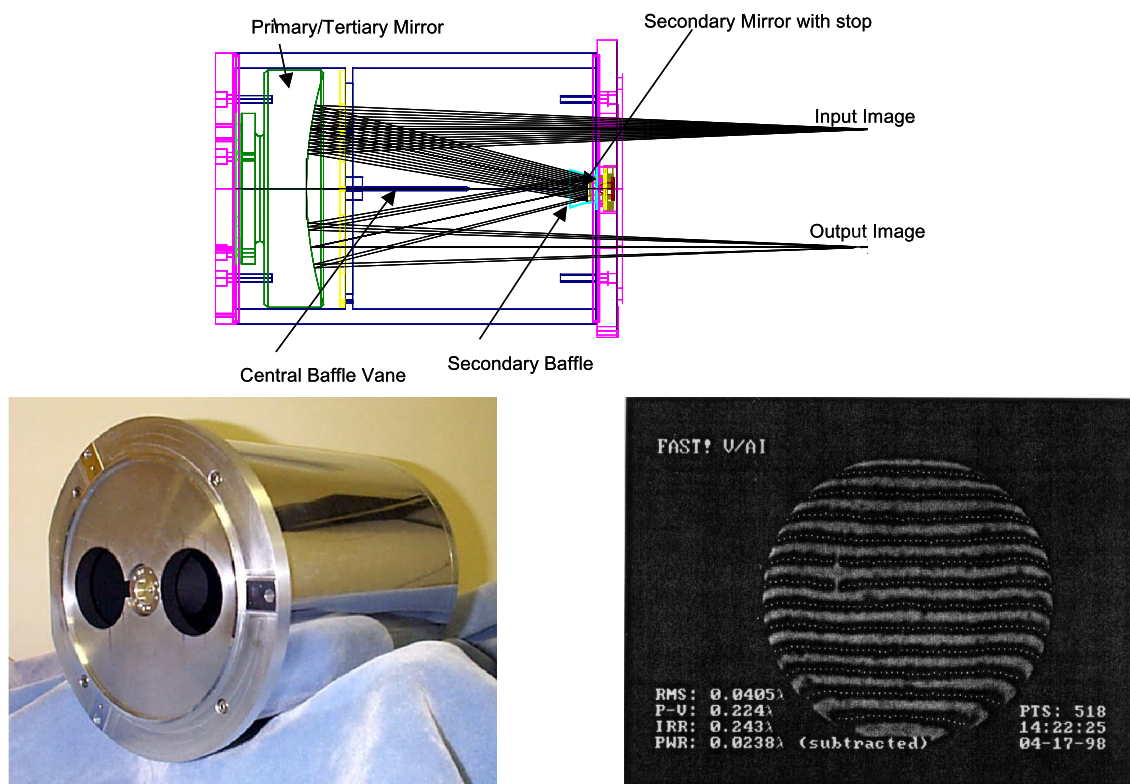 Secondary Mirror with stop
Primary/Tertiary Mirror
Input Image
Output Image
Secondary Baffle
Central Baffle Vane
FAST! V/AI
RMS: 0.0405λ
P-V: 0.224λ
IRR: 0.243λ
PWR: 0.0238λ (subtracted)
PTS: 518
14:22:25
04-17-98